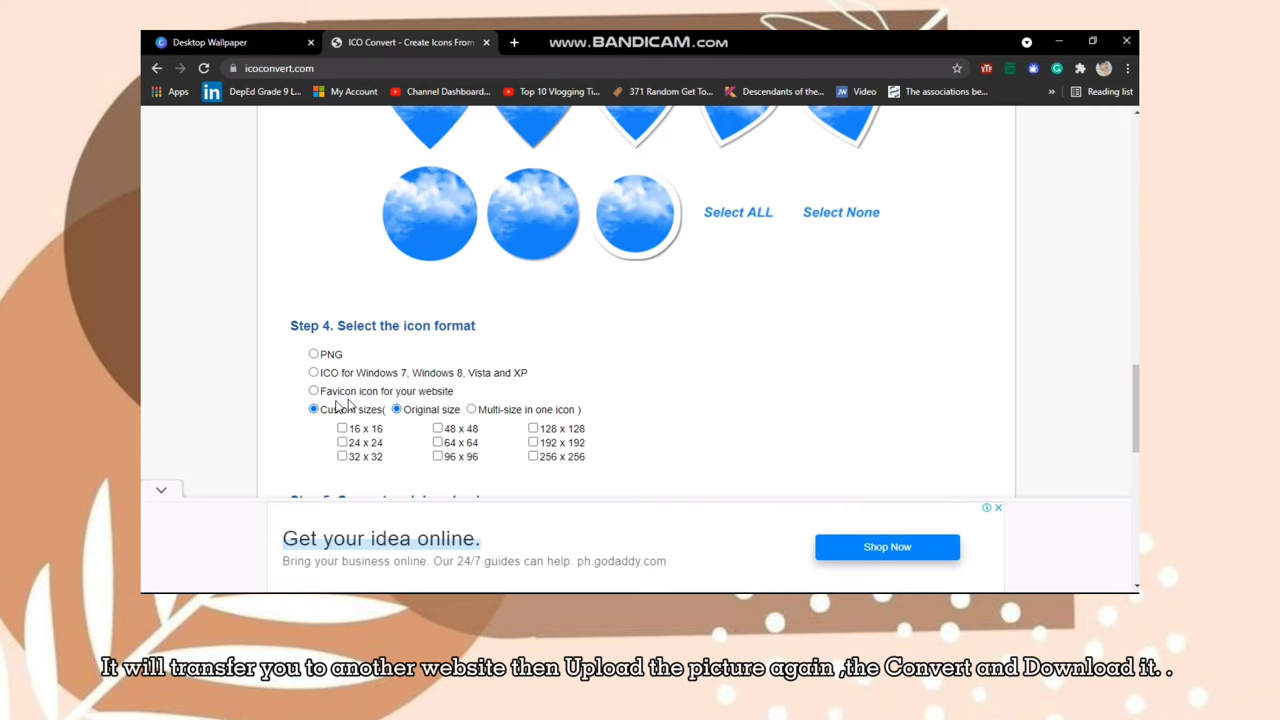 Desktop Wallpaper
ICO Convert - Create Icons From
www.BANDICAM.com
icoconvert.com
Apps
in
DepEd Grade 9 L...
My Account
Channel Dashboard...
Top 10 Vlogging Ti...
371 Random Get To...
Descendants of the...
JW Video
The associations be...
»
Reading list
Select ALL
Select None
Step 4. Select the icon format
PNG
ICO for Windows 7, Windows 8, Vista and XP
Favicon icon for your website
Custom sizes( Original size Multi-size in one icon )
16 x 16 48 x 48 128 x 128
24 x 24 64 x 64 192 x 192
32 x 32 96 x 96 256 x 256
Get your idea online.
Bring your business online. Our 24/7 guides can help. ph.godaddy.com
Shop Now
It will transfer you to another website then Upload the picture again ,the Convert and Download it. .